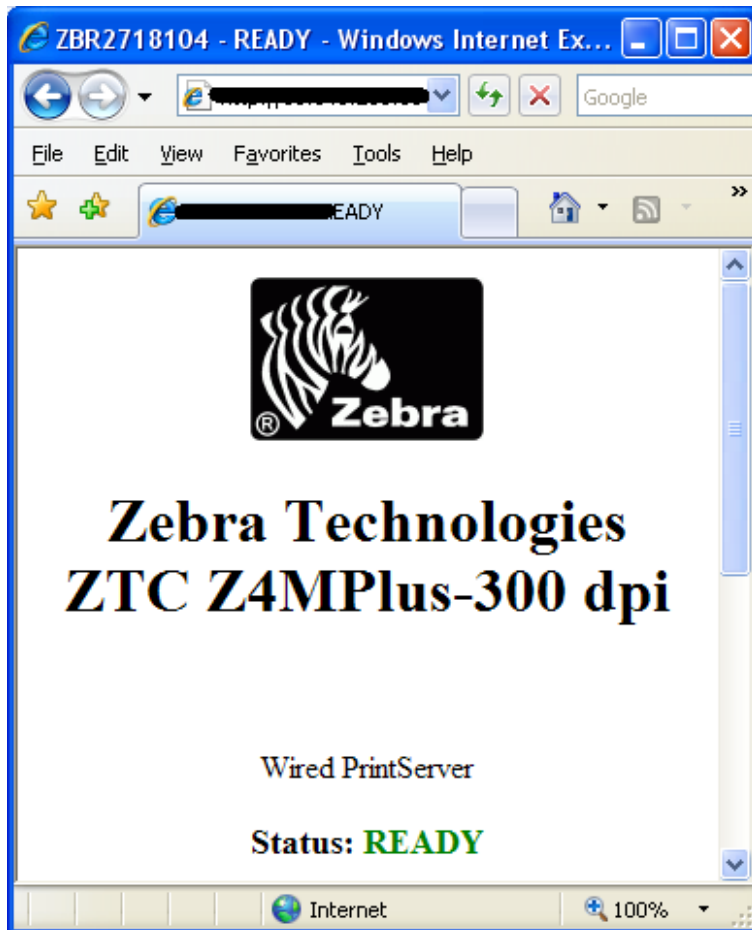 ZBR2718104 - READY - Windows Internet Ex...
Google
File Edit View Favorites Tools Help
EADY
»
Zebra
®
Zebra Technologies
ZTC Z4MPlus-300 dpi
Wired PrintServer
Status: READY
Internet 100%